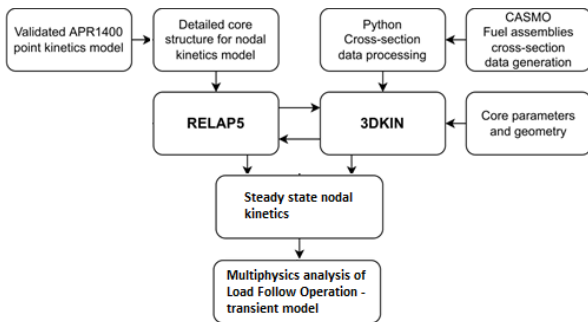 Validated APR1400
point kinetics model
Detailed core
structure for nodal
kinetics model
Python
Cross-section
data processing
CASMO
Fuel assemblies
cross-section
data generation
RELAP5
3DKIN
Core parameters
and geometry
Steady state nodal
kinetics
Multiphysics analysis of
Load Follow Operation -
transient model